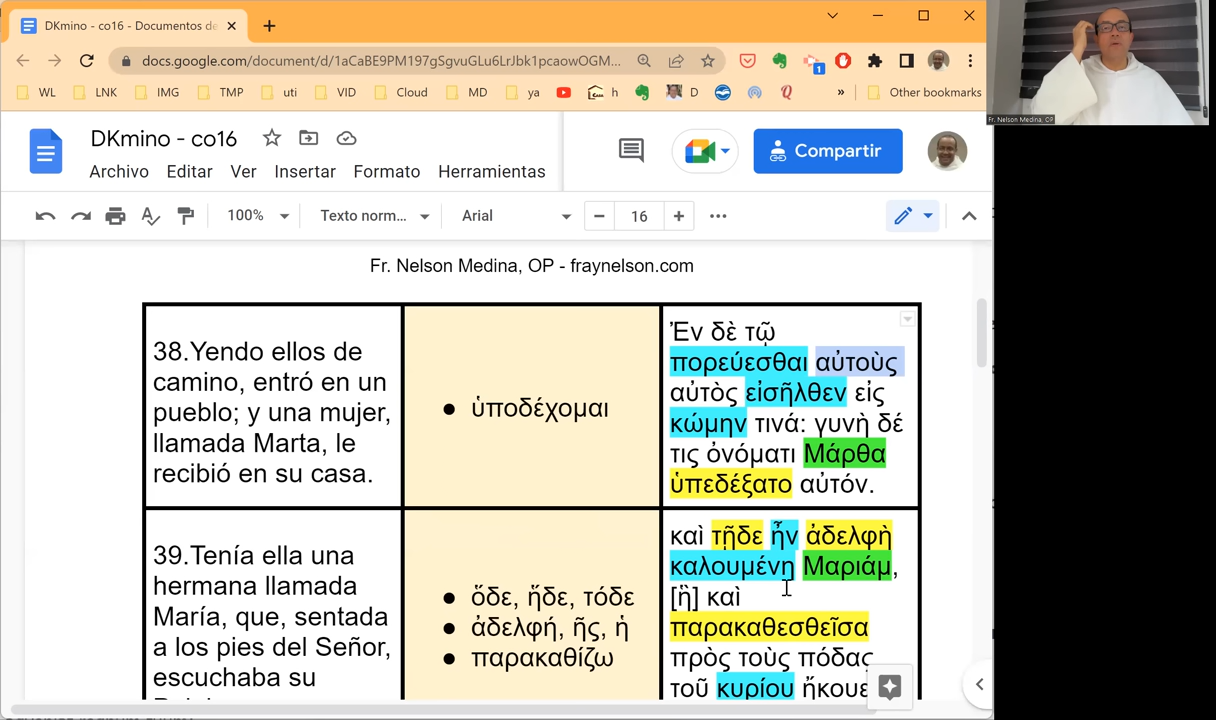 DKmino - co16 - Documentos de
docs.google.com/document/d/1aCaBE9PM197gSgvuGLu6LrJbk1pcaowOGM...
WL LNK IMG TMP uti VID Cloud MD ya h D » Other bookmarks
Fr. Nelson Medina, OP
DKmino - co16
Compartir
Archivo Editar Ver Insertar Formato Herramientas
100% Texto norm... Arial 16
Fr. Nelson Medina, OP - fraynelson.com
38.Yendo ellos de
camino, entró en un
pueblo; y una mujer,
llamada Marta, le
recibió en su casa.
● ὑποδέχομαι
Ἐν δὲ τῷ
πορεύεσθαι αὐτοὺς
αὐτὸς εἰσῆλθεν εἰς
κώμην τινά: γυνὴ δέ
τις ὀνόματι Μάρθα
ὑπεδέξατο αὐτόν.
39.Tenía ella una
hermana llamada
María, que, sentada
a los pies del Señor,
escuchaba su
● ὅδε, ἥδε, τόδε
● ἀδελφή, ῆς, ἡ
● παρακαθίζω
καὶ τῇδε ἦν ἀδελφὴ
καλουμένη Μαριάμ,
[ἣ] καὶ
παρακαθεσθεῖσα
πρὸς τοὺς πόδας
τοῦ κυρίου ἤκουε